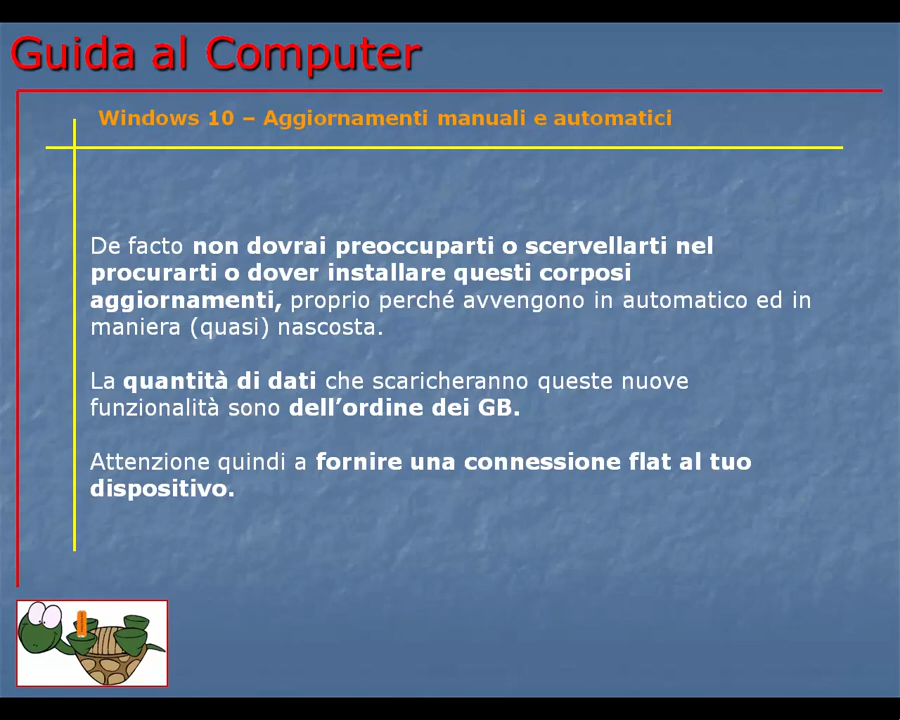 Guida al Computer
Windows 10 – Aggiornamenti manuali e automatici
De facto non dovrai preoccuparti o scervellarti nel
procurarti o dover installare questi corposi
aggiornamenti, proprio perché avvengono in automatico ed in
maniera (quasi) nascosta.
La quantità di dati che scaricheranno queste nuove
funzionalità sono dell’ordine dei GB.
Attenzione quindi a fornire una connessione flat al tuo
dispositivo.